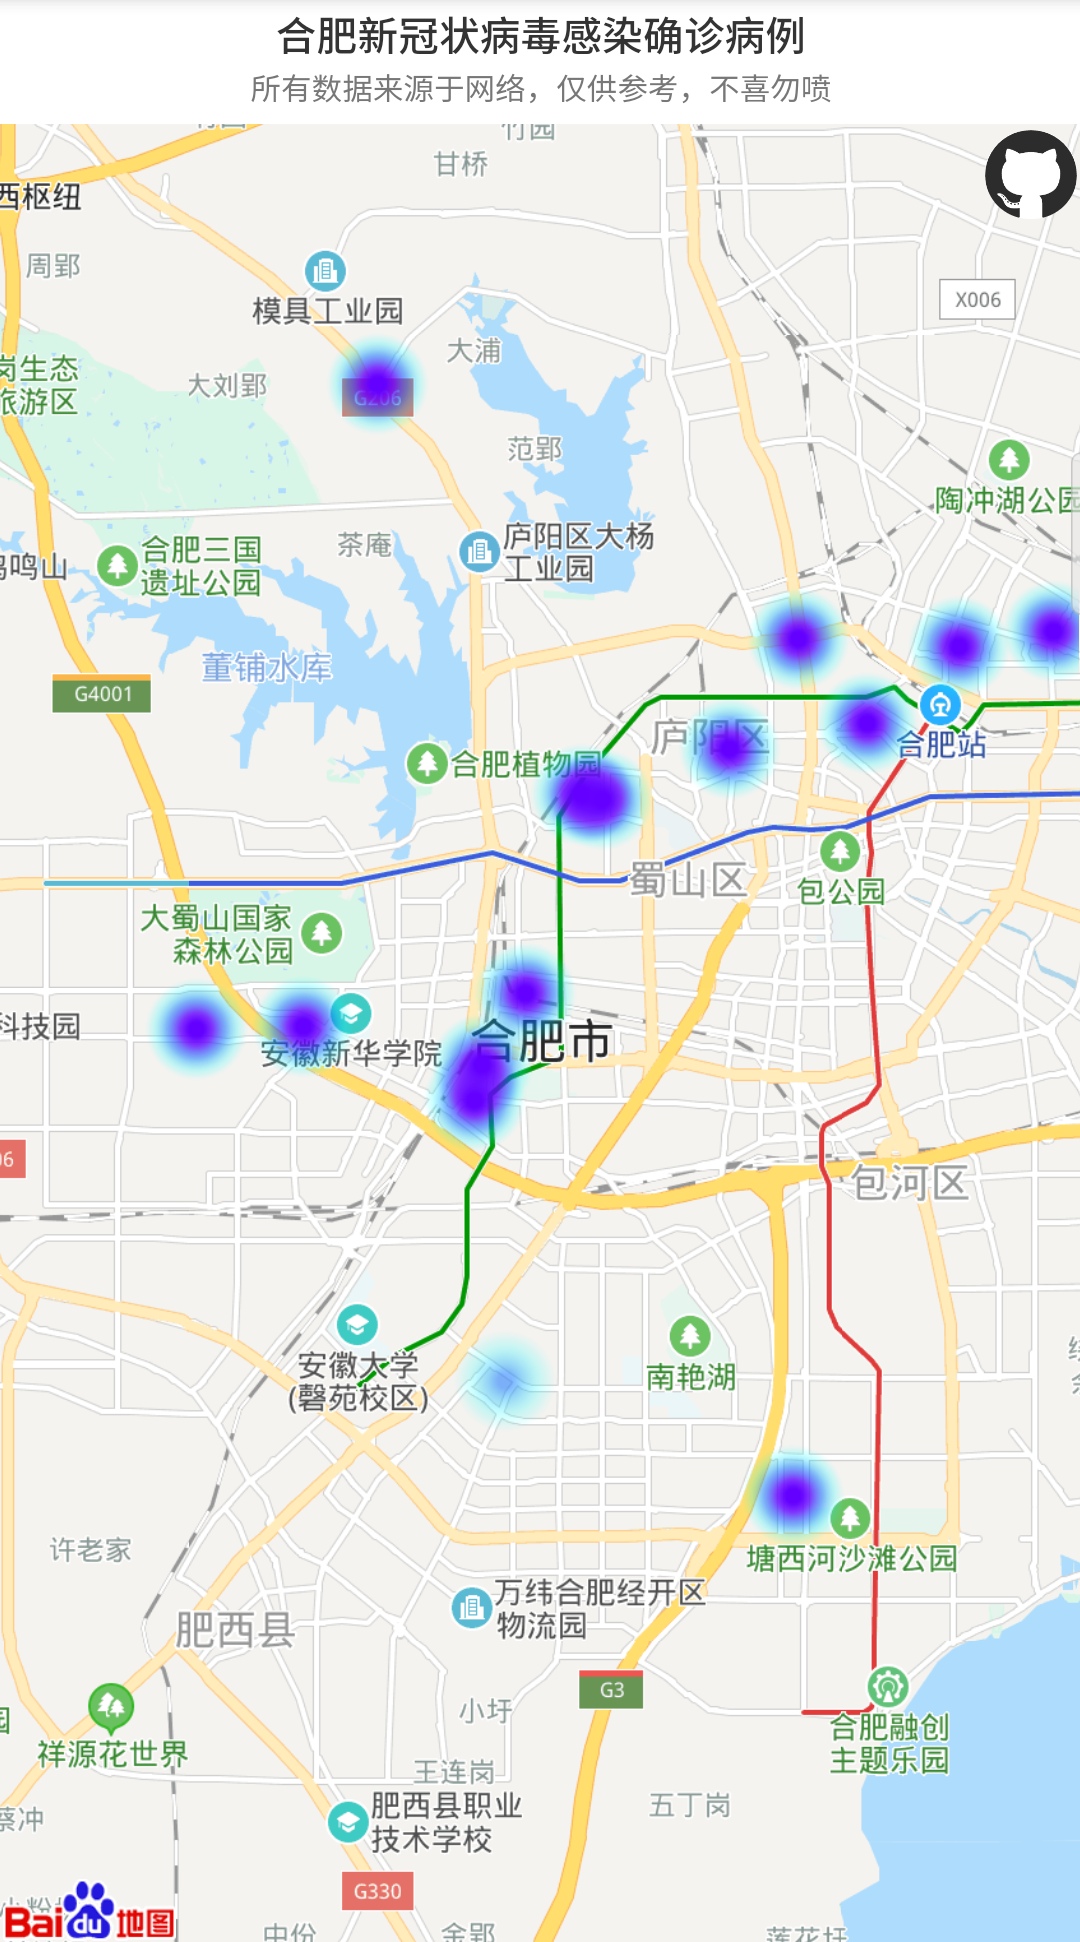 合肥新冠状病毒感染确诊病例
所有数据来源于网络，仅供参考，不喜勿喷
竹园
甘桥
西枢纽
周郢
模具工业园
X006
大浦
岗生态
旅游区
大刘郢
G206
范郢
陶冲湖公园
茶庵
庐阳区大杨
工业园
合肥三国
遗址公园
鸣山
董铺水库
G4001
庐阳区
合肥站
合肥植物园
蜀山区
包公园
大蜀山国家
森林公园
科技园
安徽新华学院
合肥市
06
包河区
安徽大学
(磬苑校区)
南艳湖
塘西河沙滩公园
许老家
万纬合肥经开区
物流园
肥西县
G3
小圩
园
合肥融创
主题乐园
祥源花世界
王连岗
五丁岗
蔡冲
肥西县职业
技术学校
G330
Bai du 地图
中份
金郢
莲花圩